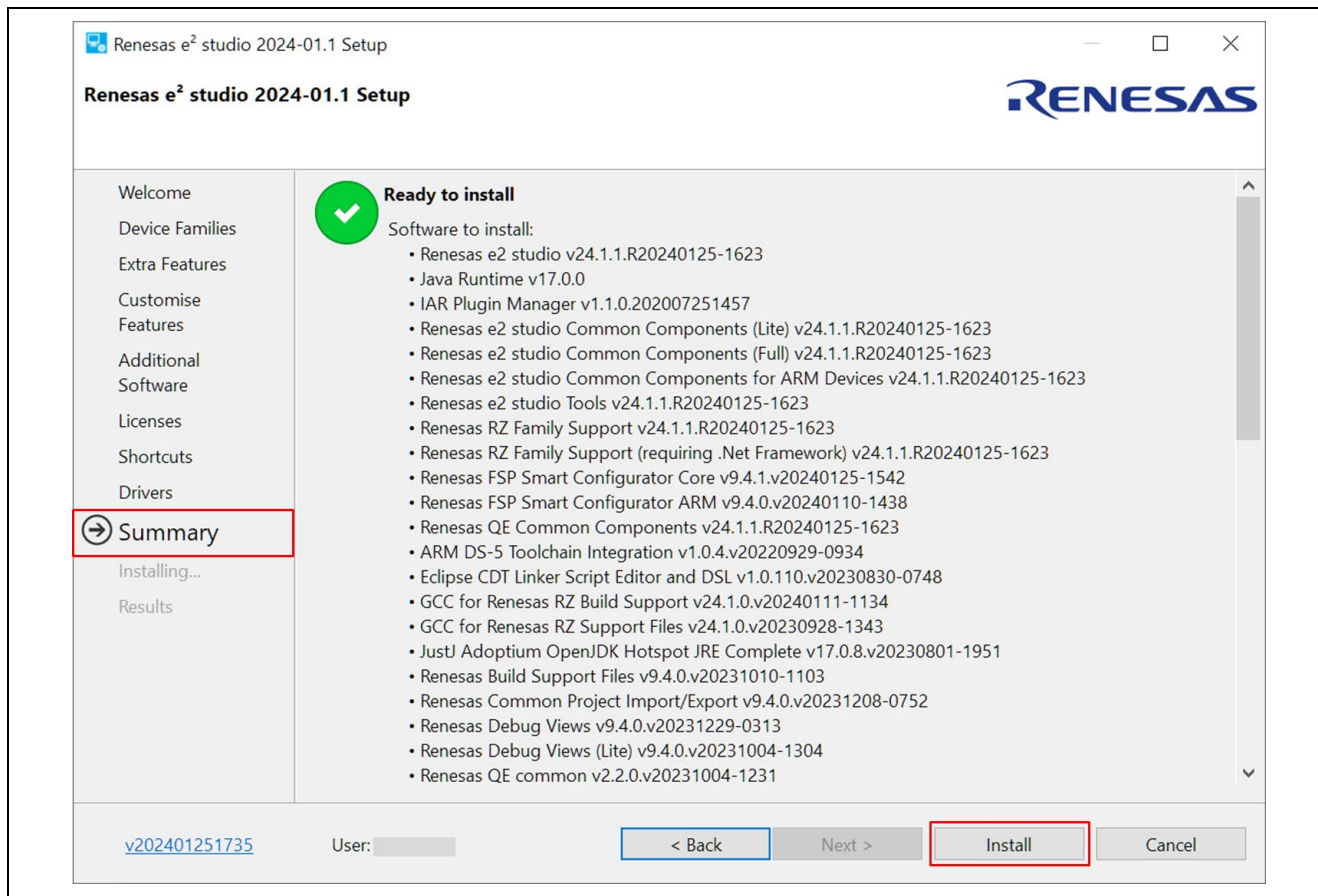 Renesas e² studio 2024-01.1 Setup
Renesas e² studio 2024-01.1 Setup
RENESAS
Welcome
Device Families
Extra Features
Customise
Features
Additional
Software
Licenses
Shortcuts
Drivers
Summary
Installing...
Results
Ready to install
Software to install:
• Renesas e2 studio v24.1.1.R20240125-1623
• Java Runtime v17.0.0
• IAR Plugin Manager v1.1.0.202007251457
• Renesas e2 studio Common Components (Lite) v24.1.1.R20240125-1623
• Renesas e2 studio Common Components (Full) v24.1.1.R20240125-1623
• Renesas e2 studio Common Components for ARM Devices v24.1.1.R20240125-1623
• Renesas e2 studio Tools v24.1.1.R20240125-1623
• Renesas RZ Family Support v24.1.1.R20240125-1623
• Renesas RZ Family Support (requiring .Net Framework) v24.1.1.R20240125-1623
• Renesas FSP Smart Configurator Core v9.4.1.v20240125-1542
• Renesas FSP Smart Configurator ARM v9.4.0.v20240110-1438
• Renesas QE Common Components v24.1.1.R20240125-1623
• ARM DS-5 Toolchain Integration v1.0.4.v20220929-0934
• Eclipse CDT Linker Script Editor and DSL v1.0.110.v20230830-0748
• GCC for Renesas RZ Build Support v24.1.0.v20240111-1134
• GCC for Renesas RZ Support Files v24.1.0.v20230928-1343
• JustJ Adoptium OpenJDK Hotspot JRE Complete v17.0.8.v20230801-1951
• Renesas Build Support Files v9.4.0.v20231010-1103
• Renesas Common Project Import/Export v9.4.0.v20231208-0752
• Renesas Debug Views v9.4.0.v20231229-0313
• Renesas Debug Views (Lite) v9.4.0.v20231004-1304
• Renesas QE common v2.2.0.v20231004-1231
v202401251735
User:
< Back
Next >
Install
Cancel